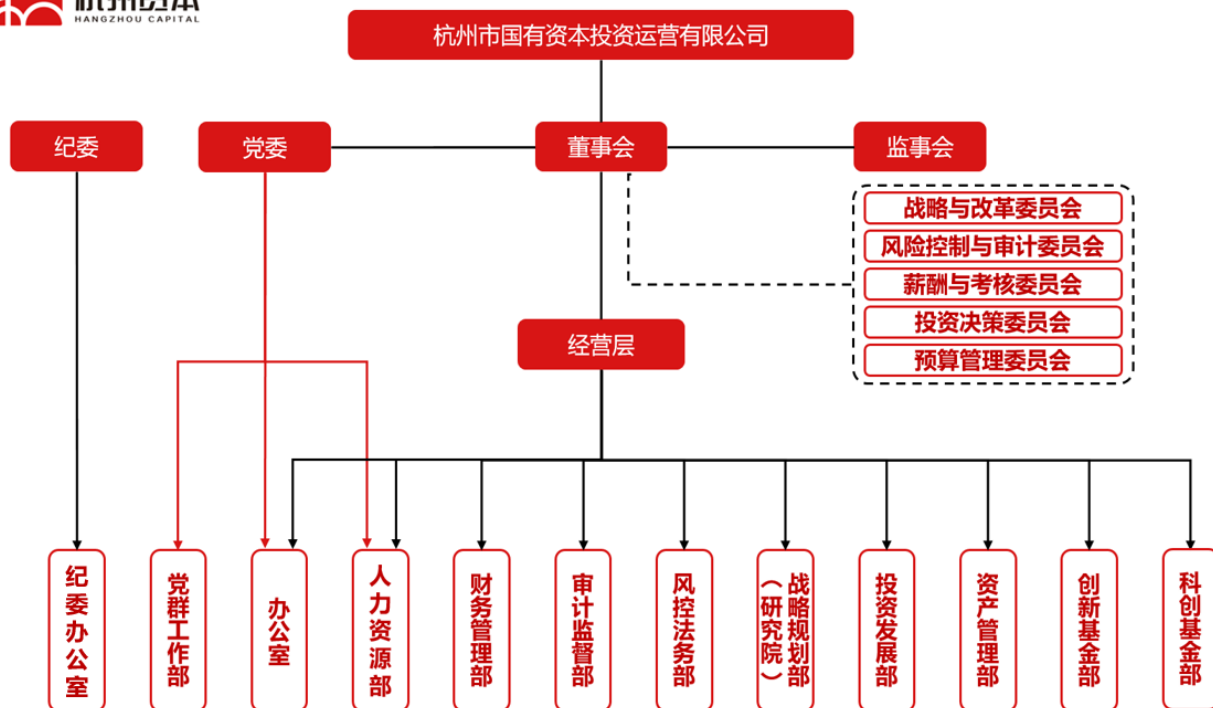 杭州资本
HANGZHOU CAPITAL
杭州市国有资本投资运营有限公司
纪委
党委
董事会
监事会
战略与改革委员会
风险控制与审计委员会
薪酬与考核委员会
投资决策委员会
预算管理委员会
经营层
纪委办公室
党群工作部
办公室
人力资源部
财务管理部
审计监督部
风控法务部
战略规划部
（研究院）
投资发展部
资产管理部
创新基金部
科创基金部